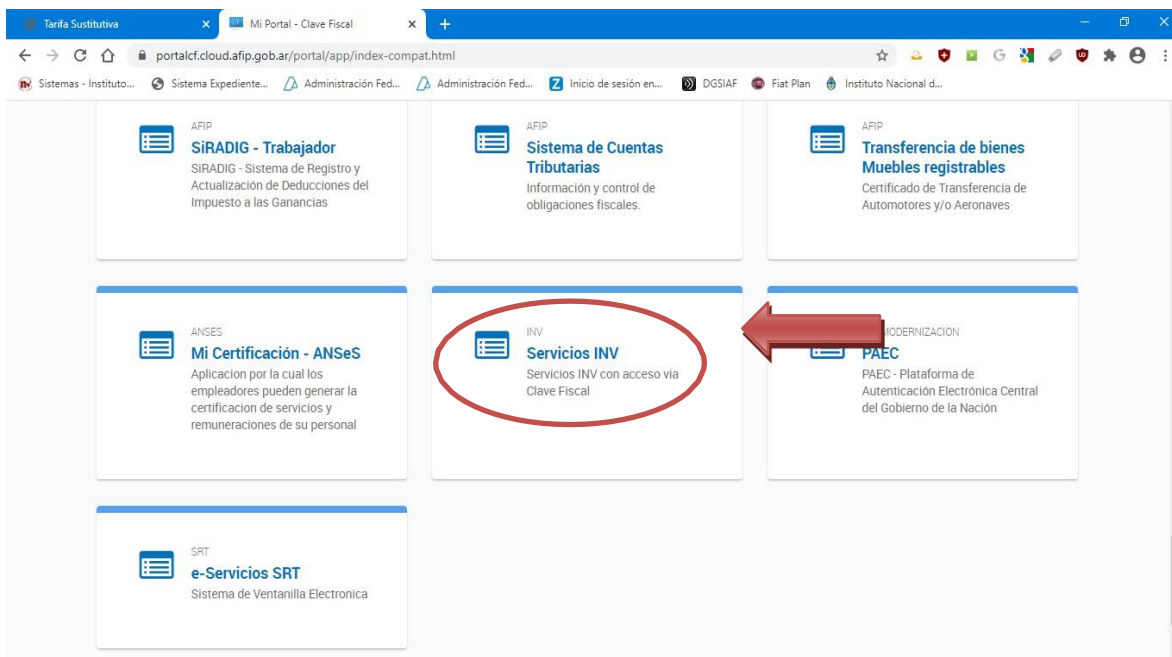 Tarifa Sustitutiva
Mi Portal - Clave Fiscal
portalcf.cloud.afip.gob.ar/portal/app/index-compat.html
Sistemas - Instituto...
Sistema Expediente...
Administración Fed...
Administración Fed...
Inicio de sesión en...
DGSIAF
Fiat Plan
Instituto Nacional d...
AFIP
SiRADIG - Trabajador
SiRADIG - Sistema de Registro y
Actualización de Deducciones del
Impuesto a las Ganancias
AFIP
Sistema de Cuentas
Tributarias
Información y control de
obligaciones fiscales.
AFIP
Transferencia de bienes
Muebles registrables
Certificado de Transferencia de
Automotores y/o Aeronaves
ANSES
Mi Certificación - ANSeS
Aplicacion por la cual los
empleadores pueden generar la
certificacion de servicios y
remuneraciones de su personal
INV
Servicios INV
Servicios INV con acceso via
Clave Fiscal
MODERNIZACION
PAEC
PAEC - Plataforma de
Autenticación Electrónica Central
del Gobierno de la Nación
SRT
e-Servicios SRT
Sistema de Ventanilla Electronica